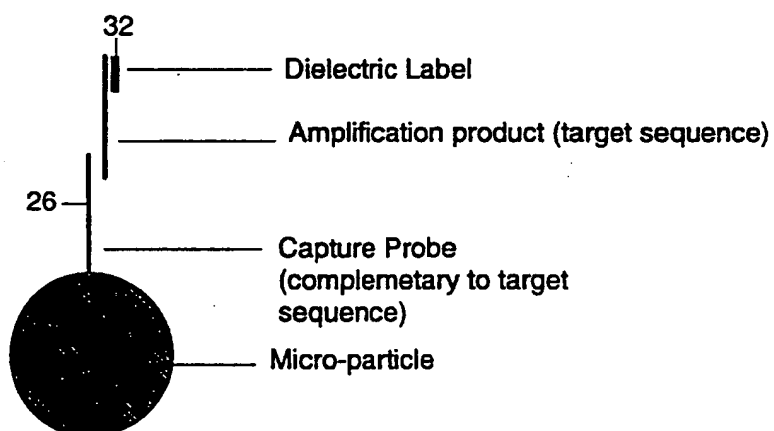 32
Dielectric Label
Amplification product (target sequence)
26
Capture Probe
(complemetary to target
sequence)
Micro-particle